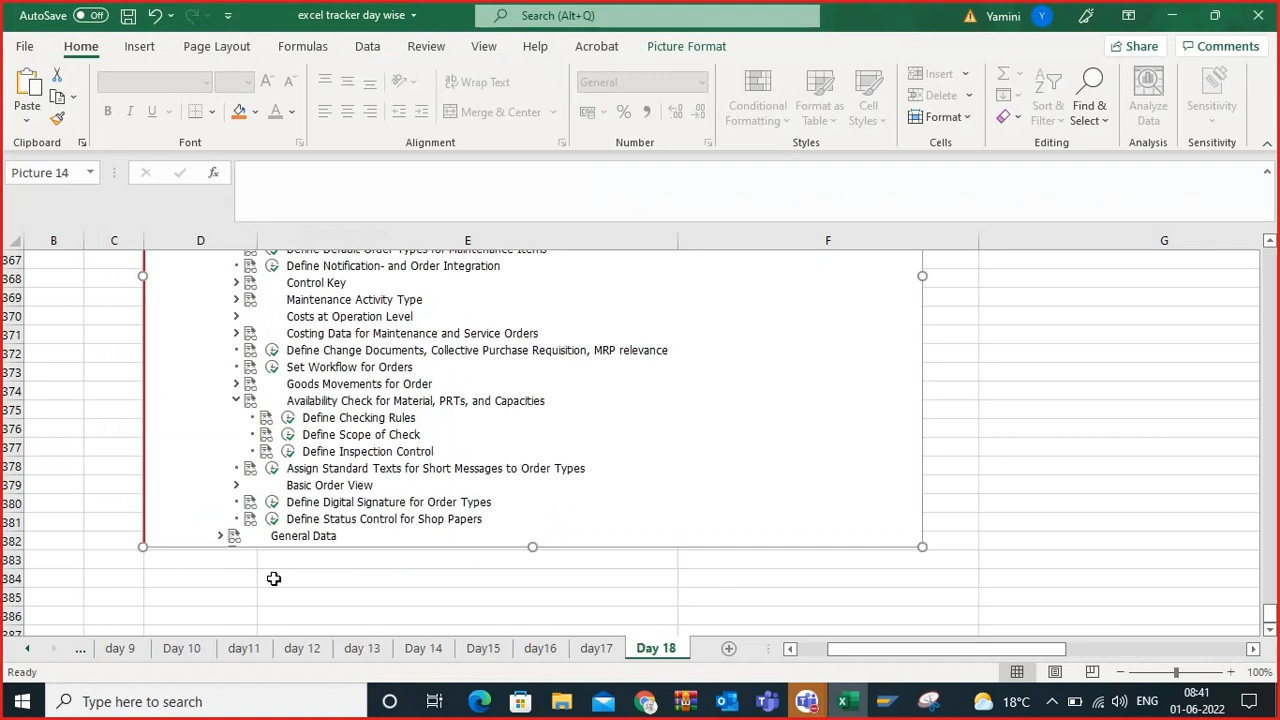 AutoSave Off excel tracker day wise Search (Alt+Q) Yamini Y
File Home Insert Page Layout Formulas Data Review View Help Acrobat Picture Format Share Comments
Paste
Clipboard
B I U A
Font
Wrap Text
Merge & Center
Alignment
General
%
Number
Conditional Formatting
Format as Table
Cell Styles
Styles
Insert
Delete
Format
Cells
Sort & Filter
Find & Select
Editing
Analyze Data
Analysis
Sensitivity
Sensitivity
Picture 14 fx
B C D E F G
367
368 Define Notification- and Order Integration
Control Key
369 Maintenance Activity Type
370 Costs at Operation Level
371 Costing Data for Maintenance and Service Orders
372 Define Change Documents, Collective Purchase Requisition, MRP relevance
373 Set Workflow for Orders
374 Goods Movements for Order
375 Availability Check for Material, PRTs, and Capacities
376 Define Checking Rules
377 Define Scope of Check
378 Define Inspection Control
Assign Standard Texts for Short Messages to Order Types
379 Basic Order View
380 Define Digital Signature for Order Types
381 Define Status Control for Shop Papers
382 General Data
383
384
385
386
387
... day 9 Day 10 day11 day 12 day 13 Day 14 Day15 day16 day17 Day 18
Ready 100%
Type here to search 18°C ENG 08:41
01-06-2022